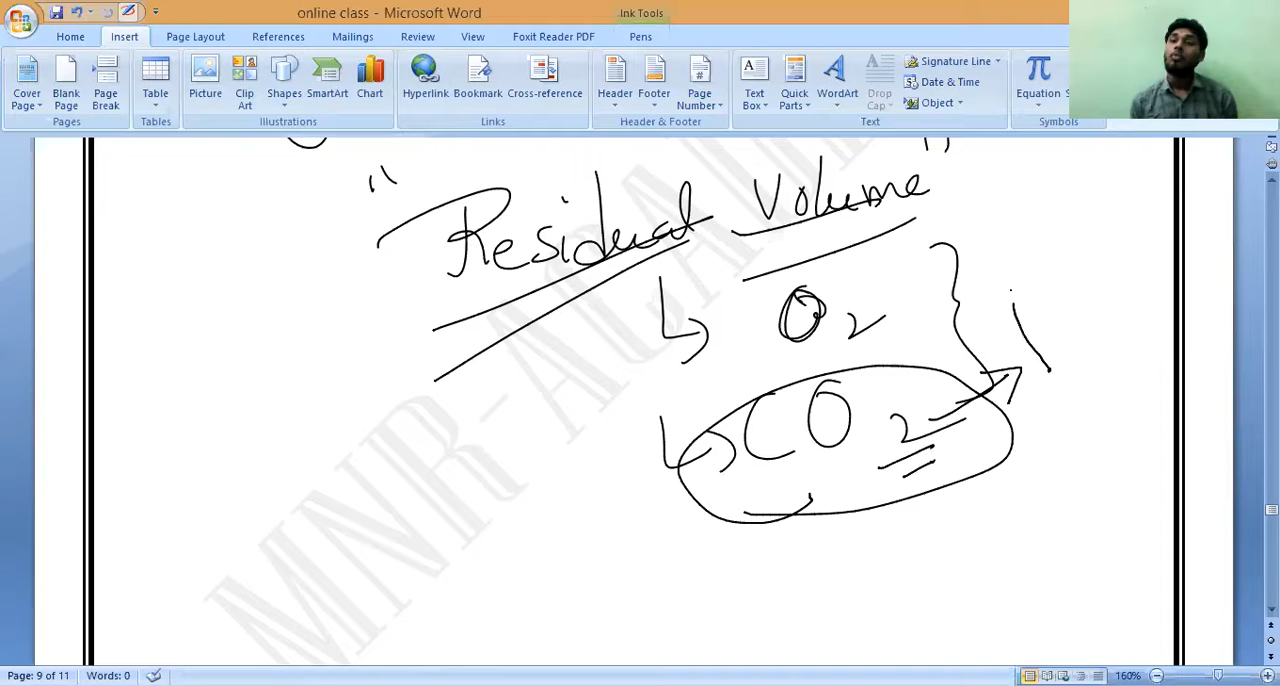 online class - Microsoft Word
Ink Tools
Home Insert Page Layout References Mailings Review View Foxit Reader PDF Pens
Cover Page Blank Page Page Break
Pages
Table
Tables
Picture Clip Art Shapes SmartArt Chart
Illustrations
Hyperlink Bookmark Cross-reference
Links
Header Footer Page Number
Header & Footer
Text Box Quick Parts WordArt Drop Cap
Signature Line
Date & Time
Object
Text
π
Equation
Symbols
" Residual Volume "
O2
CO2
MNR-ACA
Page: 9 of 11 Words: 0
160%